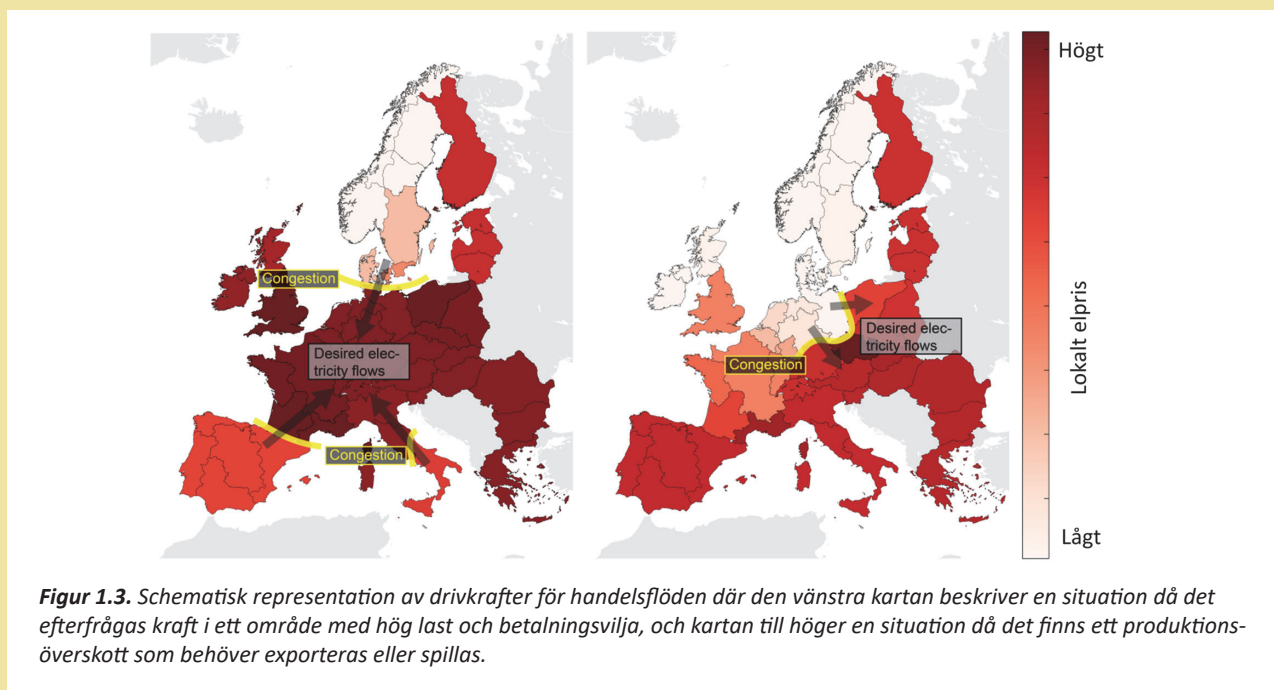 Congestion
Desired elec-
tricity flows
Congestion
Desired elec-
tricity flows
Congestion
Högt
Lokalt elpris
Lågt
Figur 1.3. Schematisk representation av drivkrafter för handelsflöden där den vänstra kartan beskriver en situation då det
efterfrågas kraft i ett område med hög last och betalningsvilja, och kartan till höger en situation då det finns ett produktions-
överskott som behöver exporteras eller spillas.